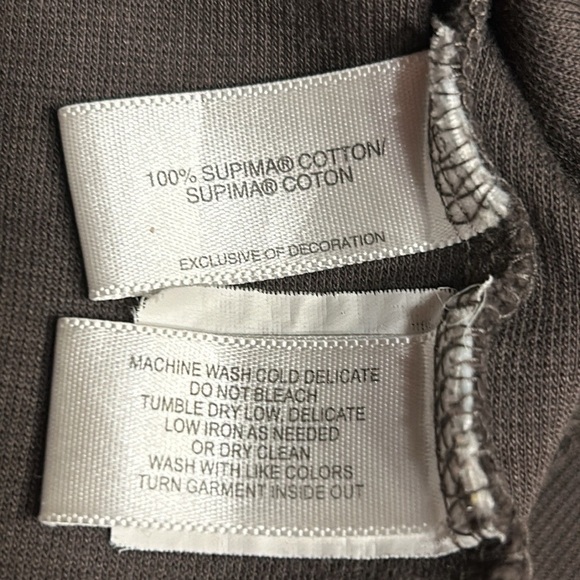 100% SUPIMA® COTTON/
SUPIMA® COTON
EXCLUSIVE OF DECORATION
MACHINE WASH COLD DELICATE
DO NOT BLEACH
TUMBLE DRY LOW, DELICATE
LOW IRON AS NEEDED
OR DRY CLEAN
WASH WITH LIKE COLORS
TURN GARMENT INSIDE OUT